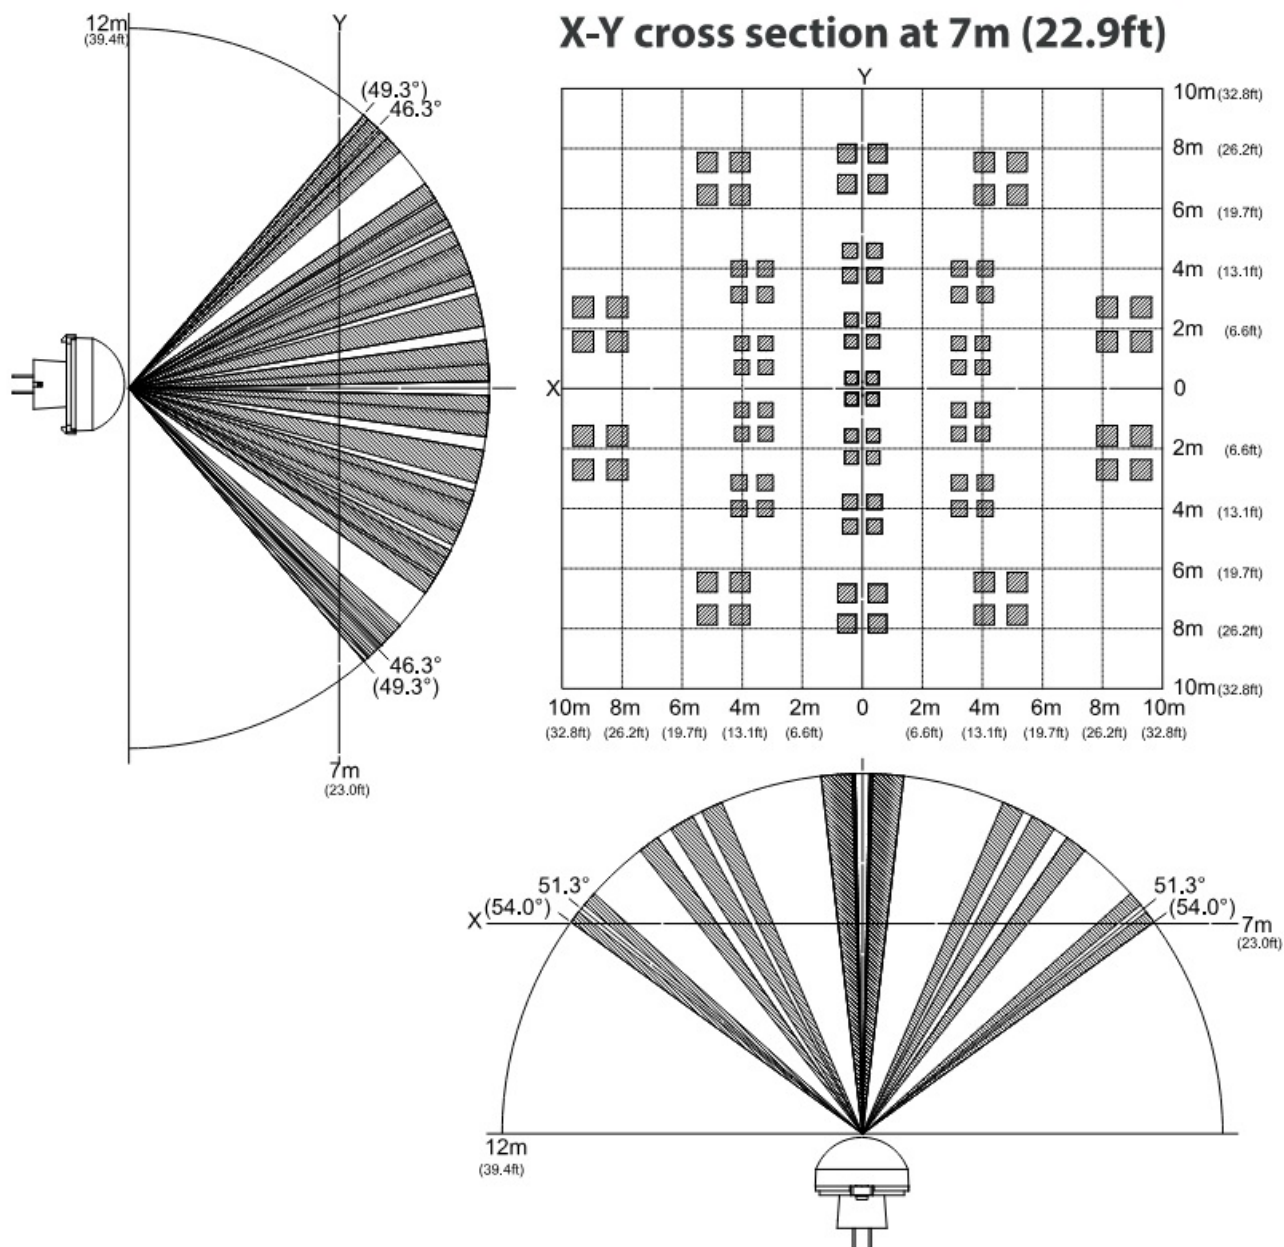 X-Y cross section at 7m (22.9ft)
12m
(39.4ft)
Y
(49.3°)
46.3°
46.3°
(49.3°)
7m
(23.0ft)
Y
X
10m (32.8ft)
8m (26.2ft)
6m (19.7ft)
4m (13.1ft)
2m (6.6ft)
0
2m (6.6ft)
4m (13.1ft)
6m (19.7ft)
8m (26.2ft)
10m (32.8ft)
10m 8m 6m 4m 2m 0 2m 4m 6m 8m 10m
(32.8ft) (26.2ft) (19.7ft) (13.1ft) (6.6ft) (6.6ft) (13.1ft) (19.7ft) (26.2ft) (32.8ft)
51.3°
(54.0°)
X
51.3°
(54.0°)
7m
(23.0ft)
12m
(39.4ft)